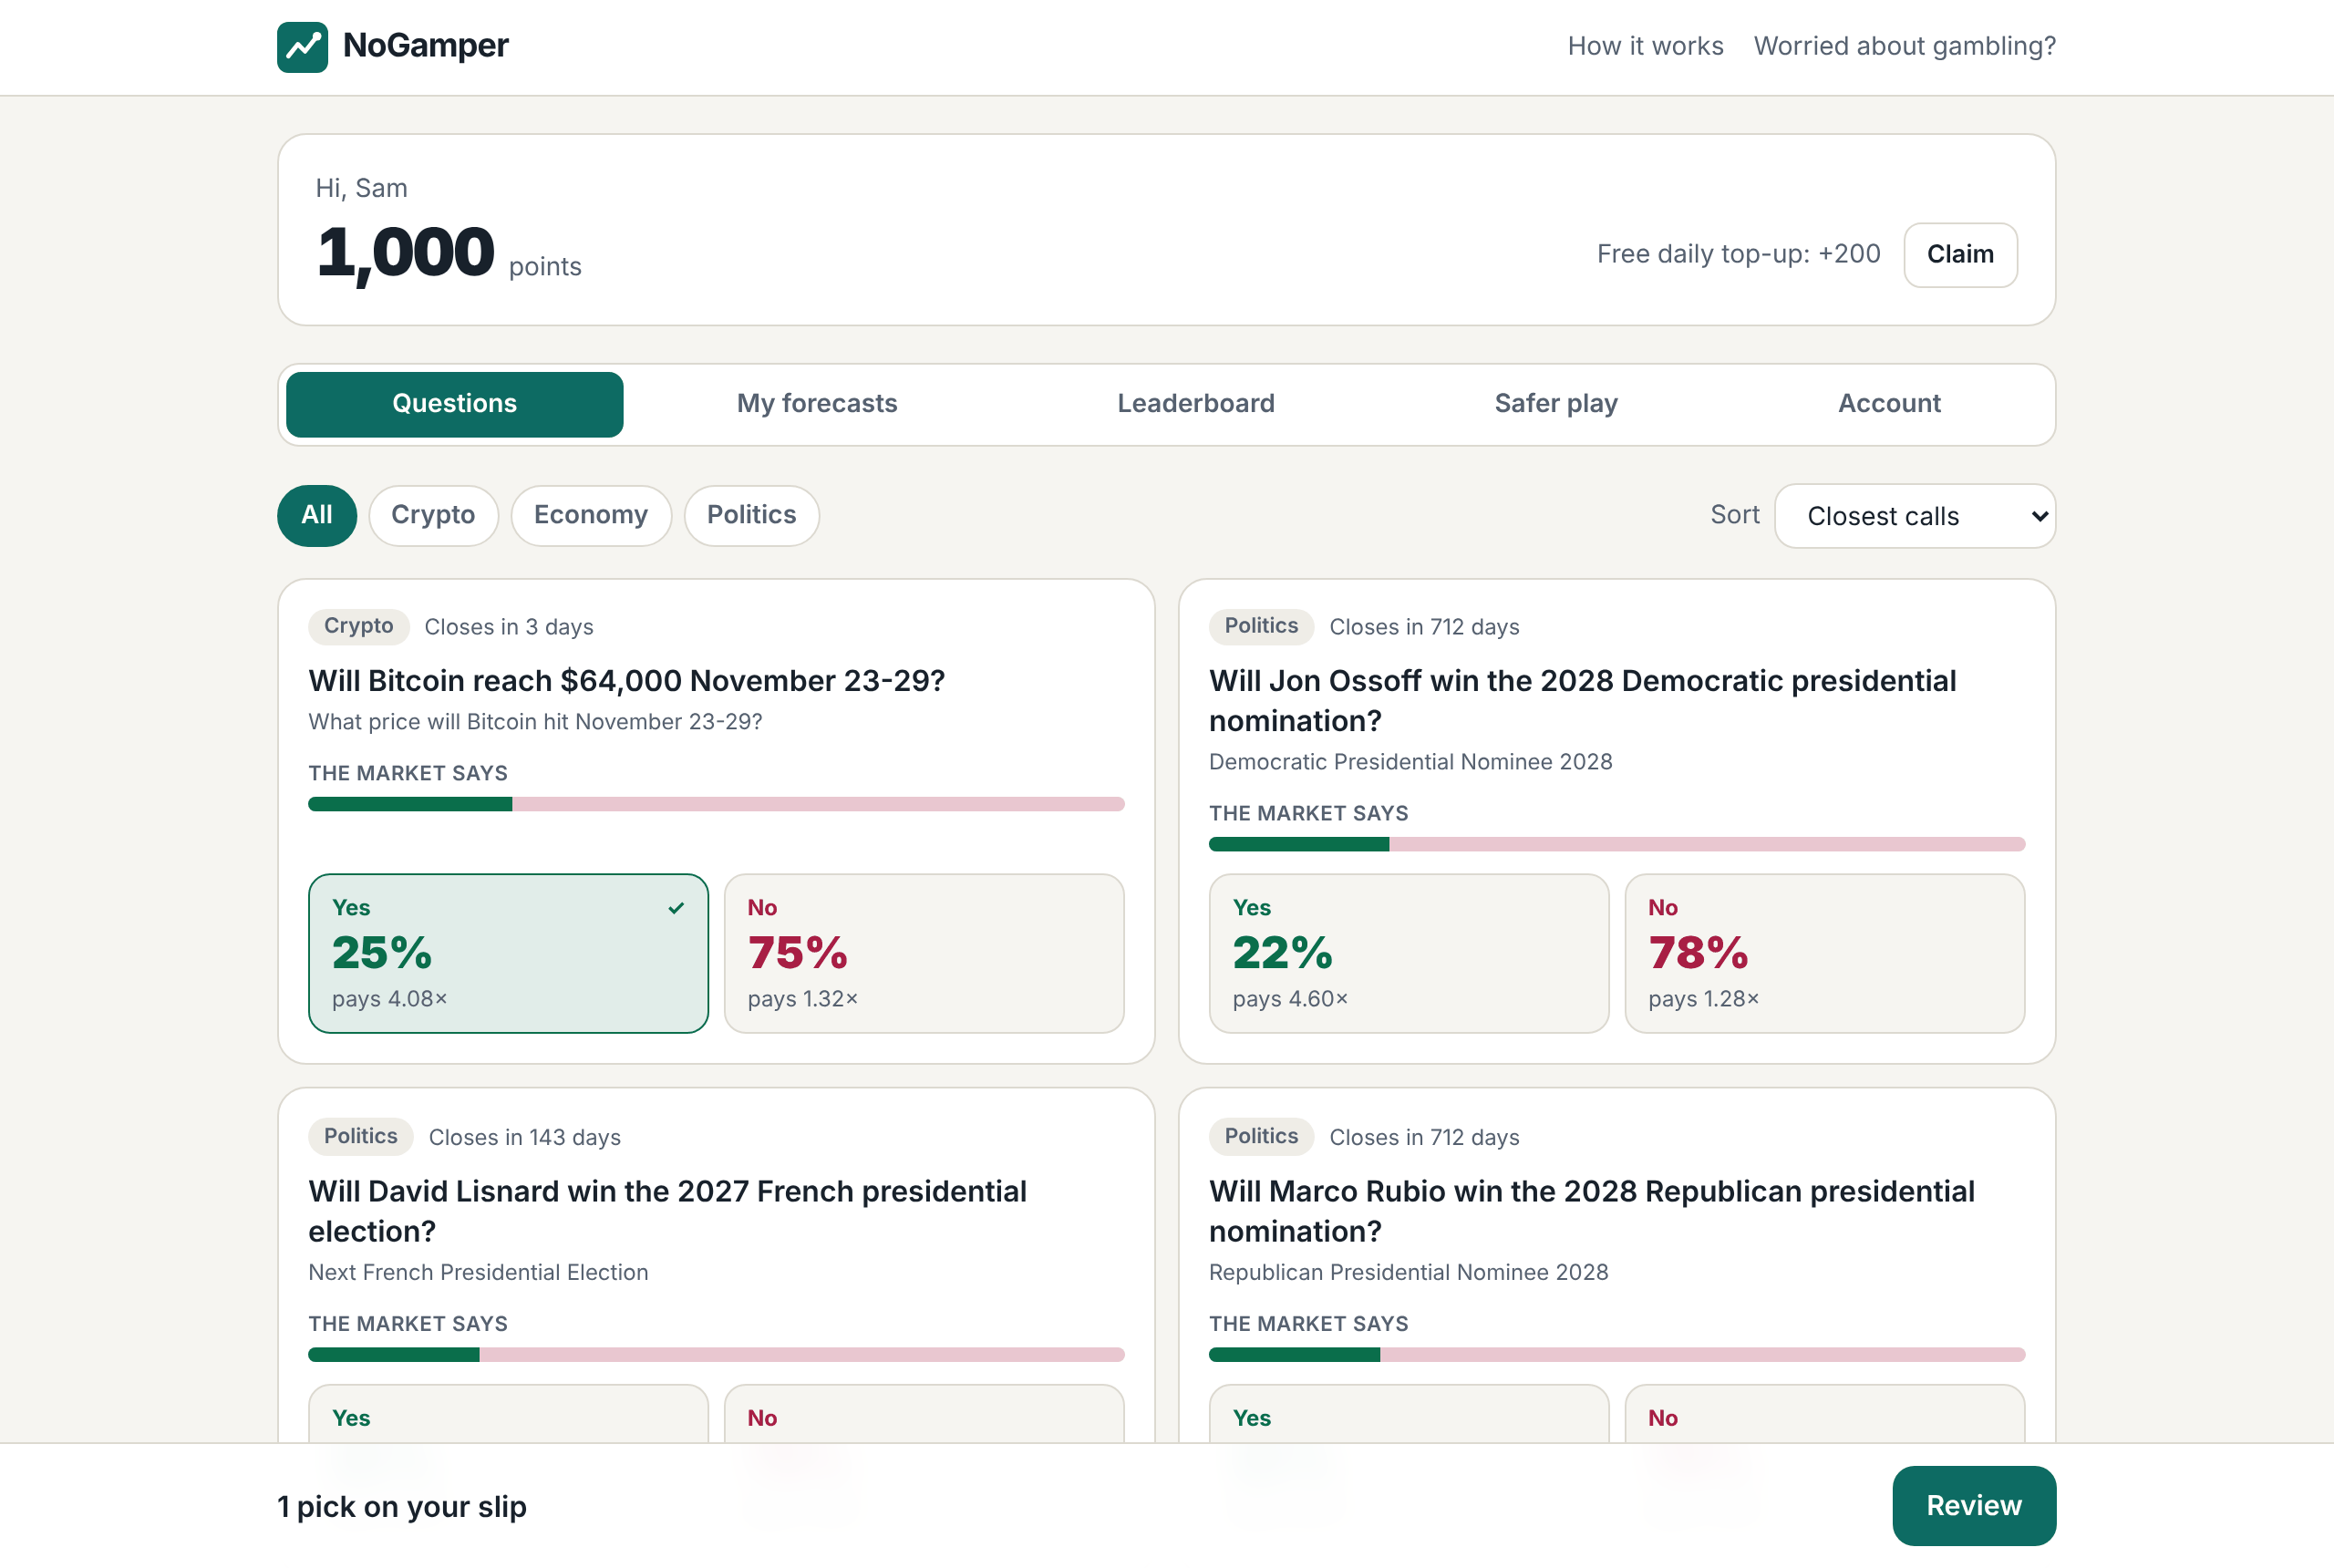 NoGamper
How it works
Worried about gambling?
Hi, Sam
1,000 points
Free daily top-up: +200
Claim
Questions
My forecasts
Leaderboard
Safer play
Account
All
Crypto
Economy
Politics
Sort
Closest calls
Crypto
Closes in 3 days
Will Bitcoin reach $64,000 November 23-29?
What price will Bitcoin hit November 23-29?
THE MARKET SAYS
Yes
25%
pays 4.08×
No
75%
pays 1.32×
Politics
Closes in 712 days
Will Jon Ossoff win the 2028 Democratic presidential
nomination?
Democratic Presidential Nominee 2028
THE MARKET SAYS
Yes
22%
pays 4.60×
No
78%
pays 1.28×
Politics
Closes in 143 days
Will David Lisnard win the 2027 French presidential
election?
Next French Presidential Election
THE MARKET SAYS
Yes
No
Politics
Closes in 712 days
Will Marco Rubio win the 2028 Republican presidential
nomination?
Republican Presidential Nominee 2028
THE MARKET SAYS
Yes
No
1 pick on your slip
Review